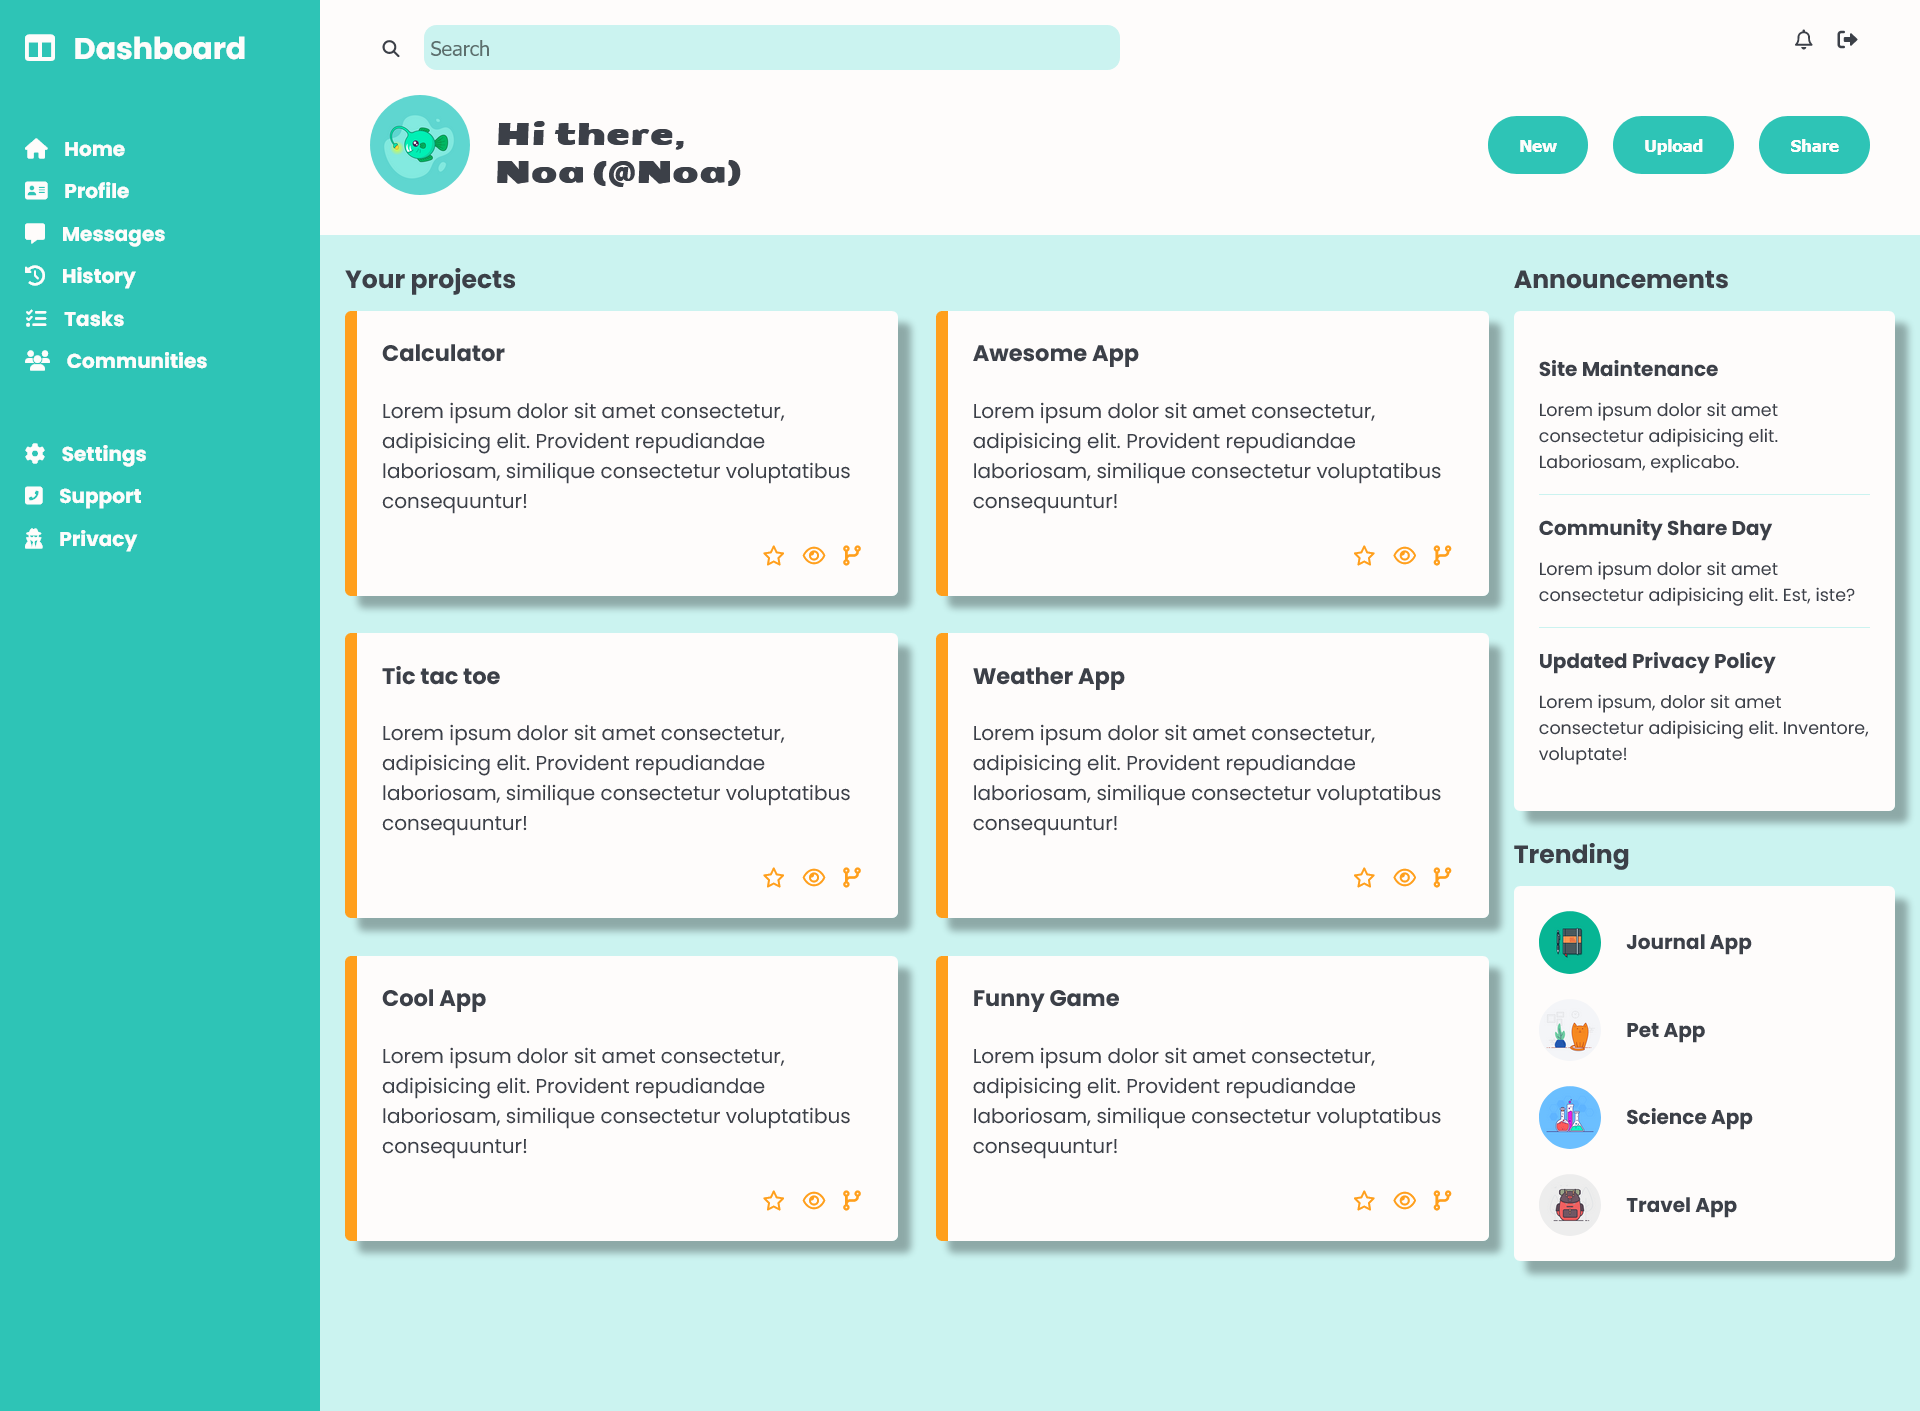 Dashboard
Home
Profile
Messages
History
Tasks
Communities
Settings
Support
Privacy
Search
Hi there,
Noa (@Noa)
New
Upload
Share
Your projects
Calculator
Lorem ipsum dolor sit amet consectetur,
adipisicing elit. Provident repudiandae
laboriosam, similique consectetur voluptatibus
consequuntur!
Awesome App
Lorem ipsum dolor sit amet consectetur,
adipisicing elit. Provident repudiandae
laboriosam, similique consectetur voluptatibus
consequuntur!
Tic tac toe
Lorem ipsum dolor sit amet consectetur,
adipisicing elit. Provident repudiandae
laboriosam, similique consectetur voluptatibus
consequuntur!
Weather App
Lorem ipsum dolor sit amet consectetur,
adipisicing elit. Provident repudiandae
laboriosam, similique consectetur voluptatibus
consequuntur!
Cool App
Lorem ipsum dolor sit amet consectetur,
adipisicing elit. Provident repudiandae
laboriosam, similique consectetur voluptatibus
consequuntur!
Funny Game
Lorem ipsum dolor sit amet consectetur,
adipisicing elit. Provident repudiandae
laboriosam, similique consectetur voluptatibus
consequuntur!
Announcements
Site Maintenance
Lorem ipsum dolor sit amet
consectetur adipisicing elit.
Laboriosam, explicabo.
Community Share Day
Lorem ipsum dolor sit amet
consectetur adipisicing elit. Est, iste?
Updated Privacy Policy
Lorem ipsum, dolor sit amet
consectetur adipisicing elit. Inventore,
voluptate!
Trending
Journal App
Pet App
Science App
Travel App